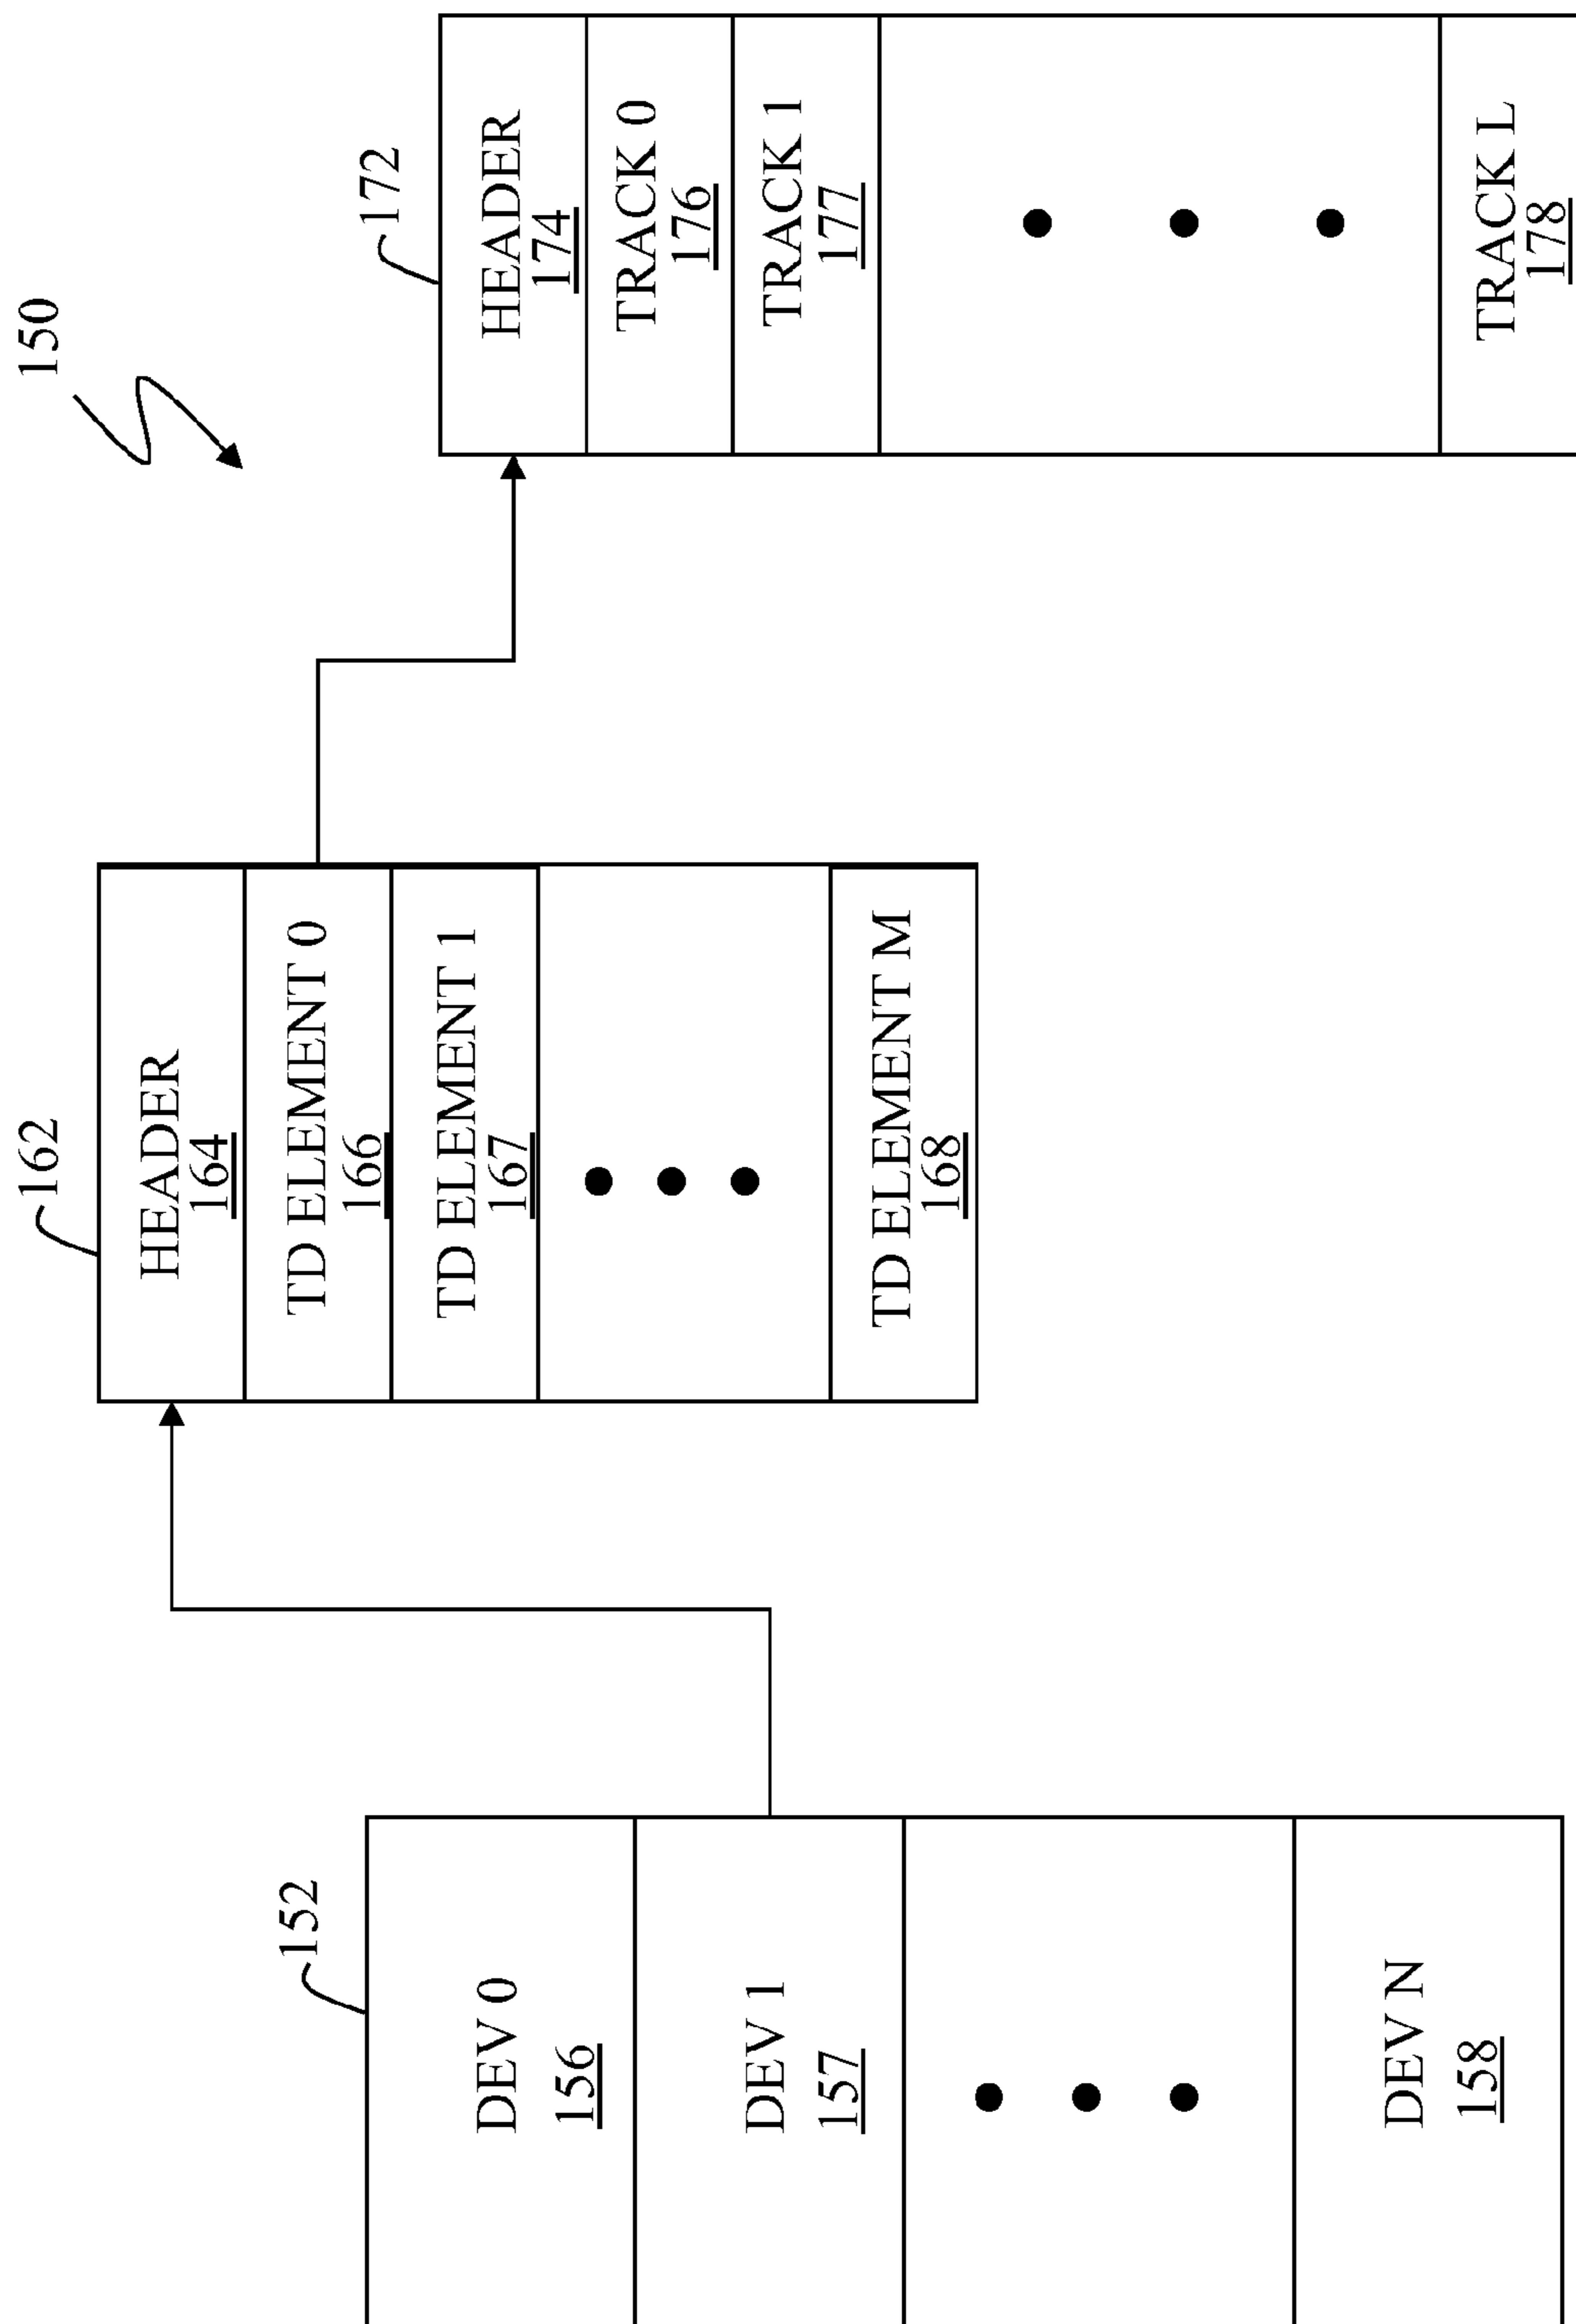 150
152
DEV 0
156
DEV 1
157
DEV N
158
162
HEADER
164
TD ELEMENT 0
166
TD ELEMENT 1
167
TD ELEMENT M
168
172
HEADER
174
TRACK 0
176
TRACK 1
177
TRACK L
178